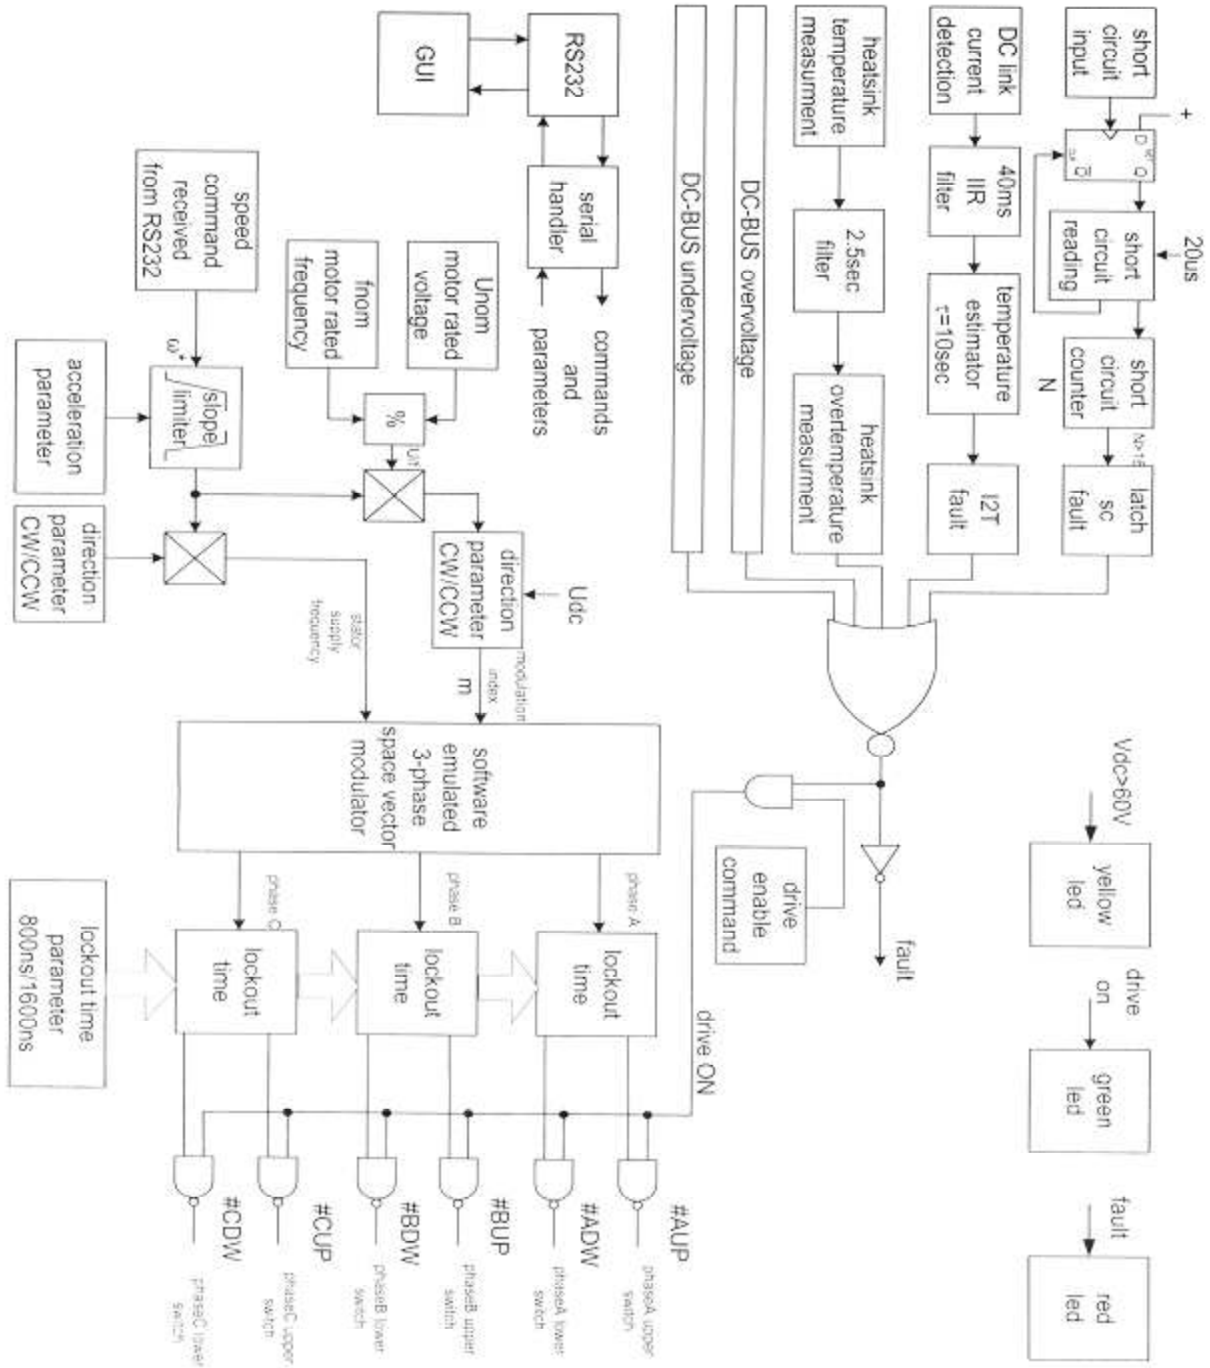 short
circuit
input
+
D
SET
Q
CLR
Q
20us
short
circuit
reading
short
circuit
counter
N
N>15
latch
sc
fault
DC link
current
detection
40ms
IIR
filter
temperature
estimator
τ=10sec
I2T
fault
heatsink
temperature
measurment
2.5sec
filter
heatsink
overtemperature
measurment
DC-BUS overvoltage
DC-BUS undervoltage
RS232
GUI
serial
handler
commands
and
parameters
Unom
motor rated
voltage
fnom
motor rated
frequency
%
U/f
speed
command
received
from RS232
ω*
slope
limiter
acceleration
parameter
direction
parameter
CW/CCW
Udc
direction
parameter
CW/CCW
modulation
index
m
stator
supply
frequency
software
emulated
3-phase
space vector
modulator
drive
enable
command
fault
drive ON
phase A
phase B
phase C
lockout
time
lockout
time
lockout
time
lockout time
parameter
800ns/1600ns
#AUP
phaseA upper
switch
#ADW
phaseA lower
switch
#BUP
phaseB upper
switch
#BDW
phaseB lower
switch
#CUP
phaseC upper
switch
#CDW
phaseC lower
switch
Vdc>60V
yellow
led
drive
on
green
led
fault
red
led